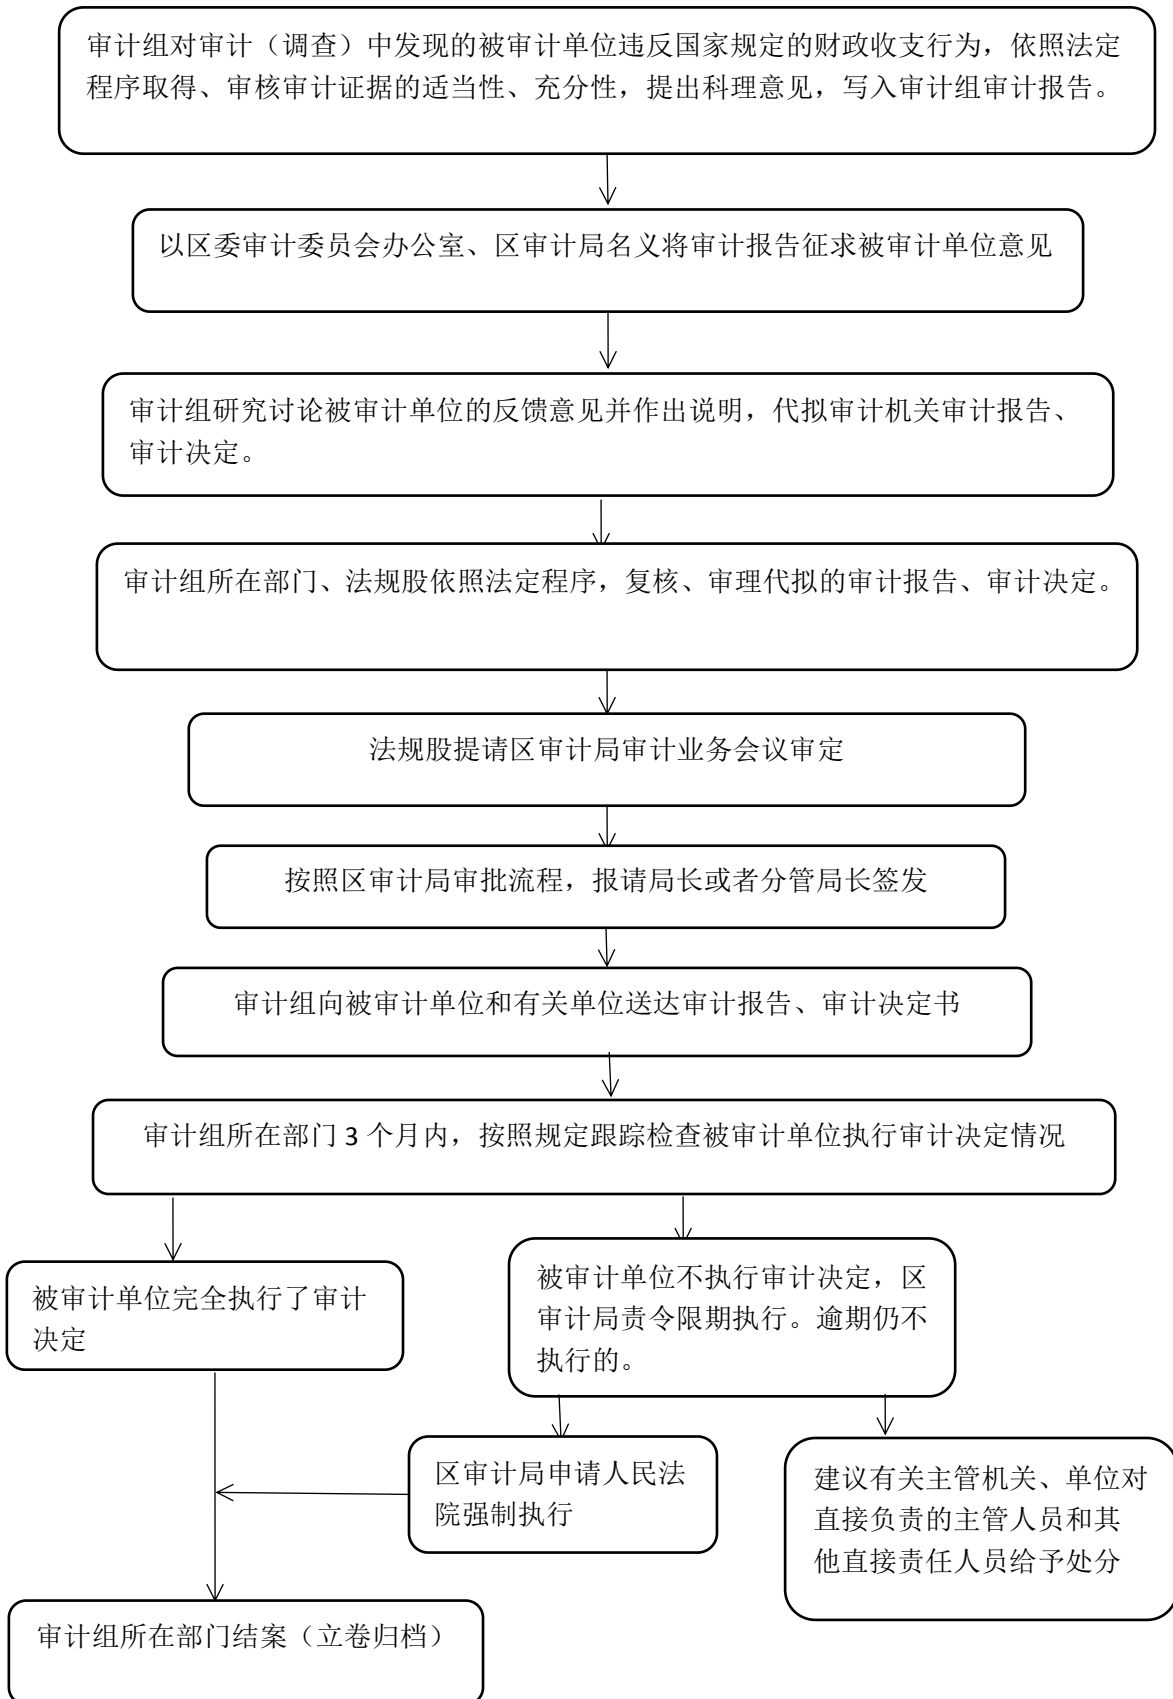 审计组对审计（调查）中发现的被审计单位违反国家规定的财政收支行为，依照法定
程序取得、审核审计证据的适当性、充分性，提出科理意见，写入审计组审计报告。
以区委审计委员会办公室、区审计局名义将审计报告征求被审计单位意见
审计组研究讨论被审计单位的反馈意见并作出说明，代拟审计机关审计报告、
审计决定。
审计组所在部门、法规股依照法定程序，复核、审理代拟的审计报告、审计决定。
法规股提请区审计局审计业务会议审定
按照区审计局审批流程，报请局长或者分管局长签发
审计组向被审计单位和有关单位送达审计报告、审计决定书
审计组所在部门 3 个月内，按照规定跟踪检查被审计单位执行审计决定情况
被审计单位完全执行了审计
决定
被审计单位不执行审计决定，区
审计局责令限期执行。逾期仍不
执行的。
区审计局申请人民法
院强制执行
建议有关主管机关、单位对
直接负责的主管人员和其
他直接责任人员给予处分
审计组所在部门结案（立卷归档）